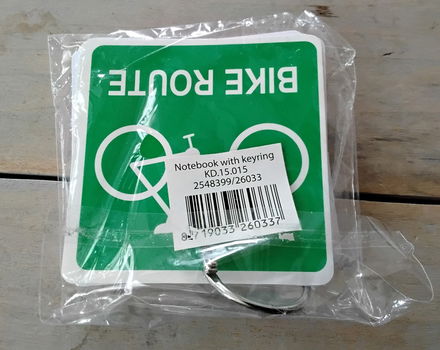 BIKE ROUTE
Notebook with keyring
KD.15.015
2548399/26033
8 719033 260337